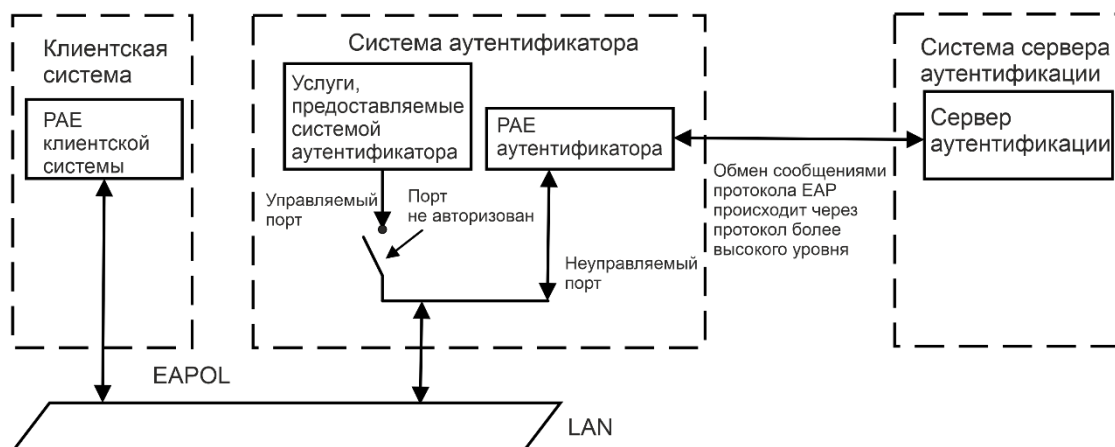 Клиентская
система
PAE
клиентской
системы
Система аутентификатора
Услуги,
предоставляемые
системой
аутентификатора
PAE
аутентификатора
Управляемый
порт
Порт
не авторизован
Неуправляемый
порт
Обмен сообщениями
протокола EAP
происходит через
протокол более
высокого уровня
Система сервера
аутентификации
Сервер
аутентификации
EAPOL
LAN